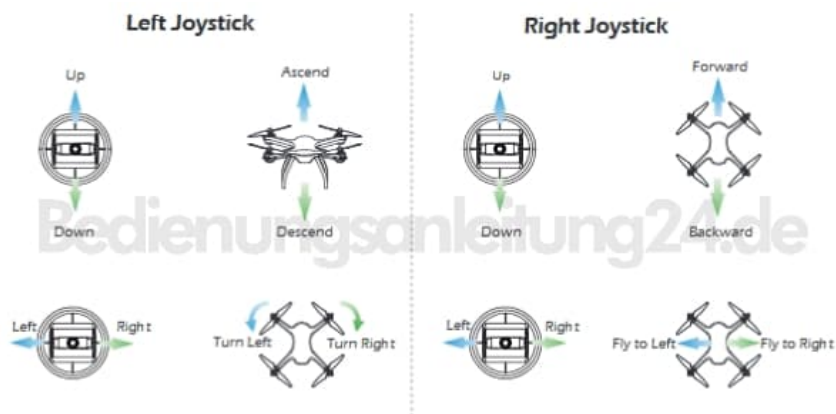 Left Joystick
Right Joystick
Up
Ascend
Up
Forward
Down
Descend
Down
Backward
Bedienungsanleitung24.de
Left
Right
Turn Left
Turn Right
Left
Right
Fly to Left
Fly to Right